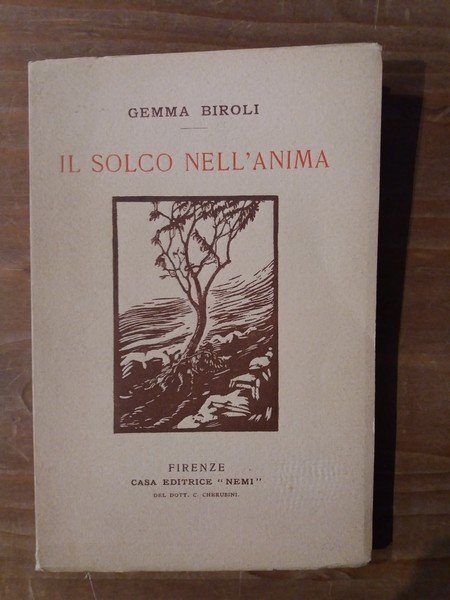 GEMMA BIROLI
IL SOLCO NELL'ANIMA
FIRENZE
CASA EDITRICE "NEMI"
DEL DOTT. C. CHERUBINI.